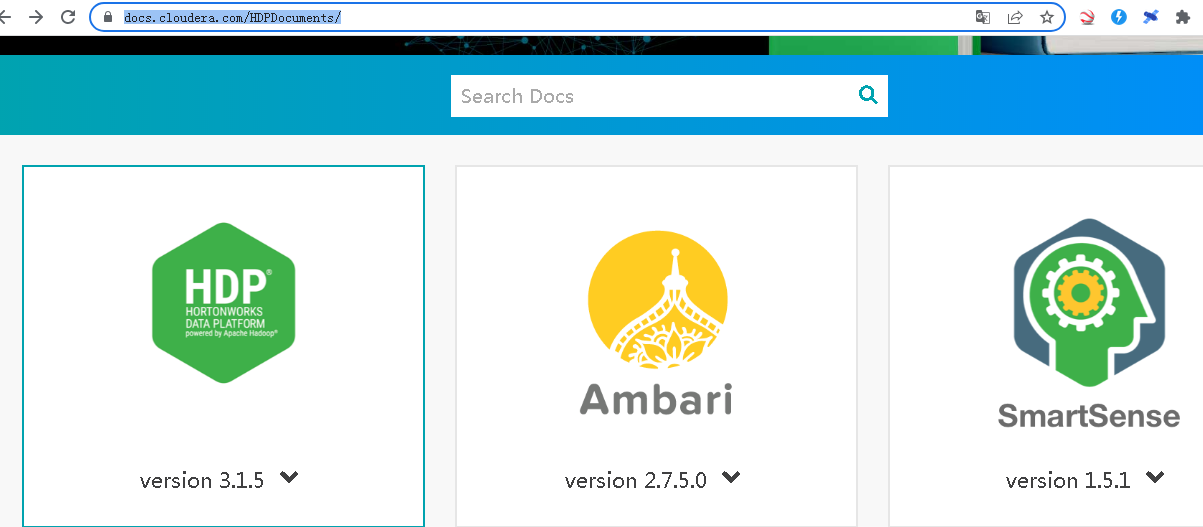 docs.cloudera.com/HDPDocuments/
Search Docs
HDP®
HORTONWORKS
DATA PLATFORM
powered by Apache Hadoop®
version 3.1.5
Ambari
version 2.7.5.0
SmartSense
version 1.5.1